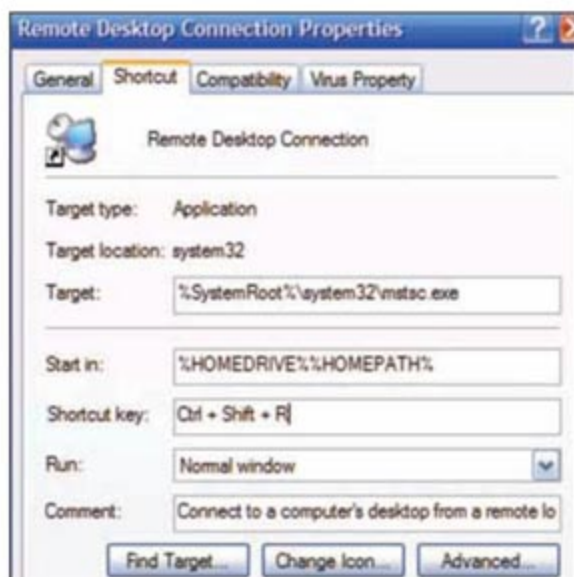 Remote Desktop Connection Properties ?
General Shortcut Compatibility Virus Property
Remote Desktop Connection
Target type: Application
Target location: system32
Target: %SystemRoot%\system32\mstsc.exe
Start in: %HOMEDRIVE%%HOMEPATH%
Shortcut key: Ctrl + Shift + R
Run: Normal window
Comment: Connect to a computer's desktop from a remote lo
Find Target... Change Icon... Advanced...